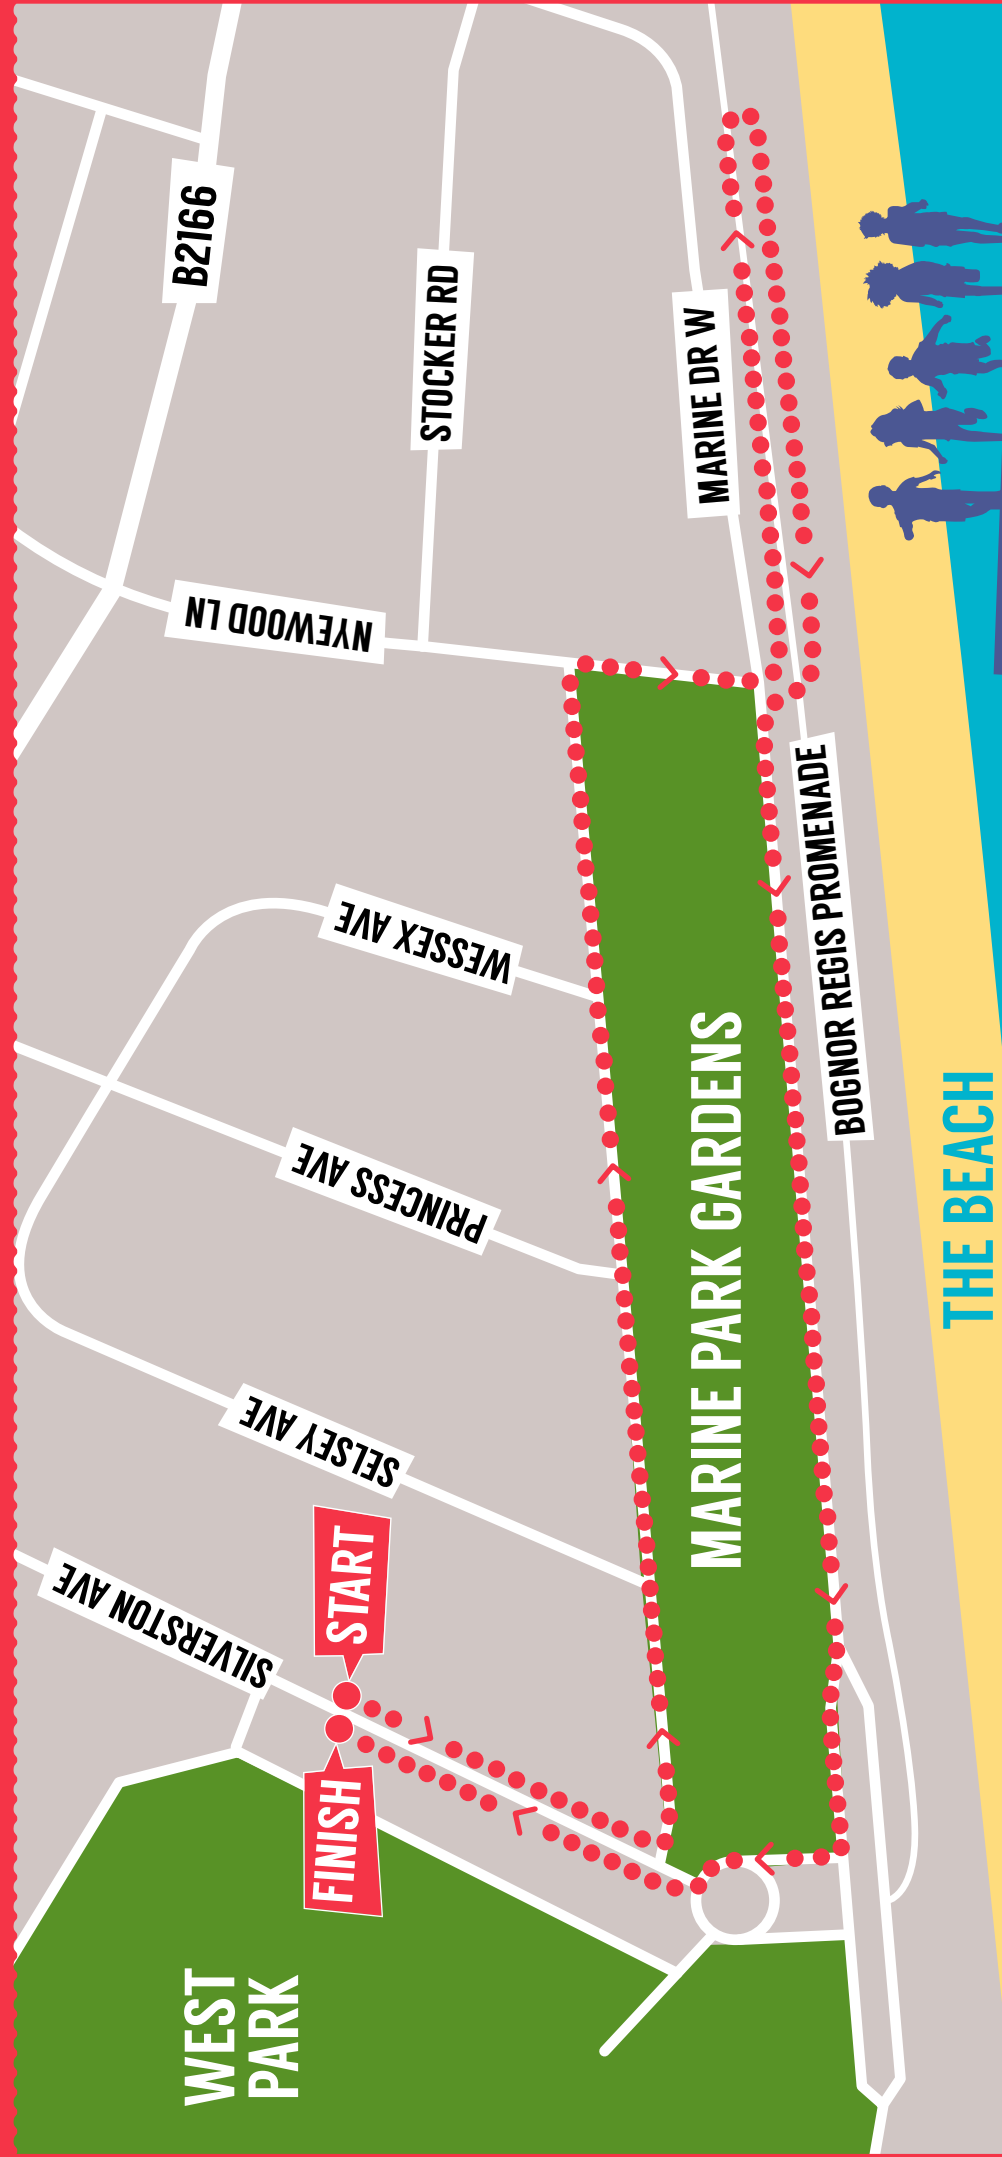 B2166
STOCKER RD
MARINE DR W
NYEWOOD LN
BOGNOR REGIS PROMENADE
WESSEX AVE
MARINE PARK GARDENS
THE BEACH
PRINCESS AVE
SELSEY AVE
START
SILVERSTON AVE
FINISH
WEST
PARK